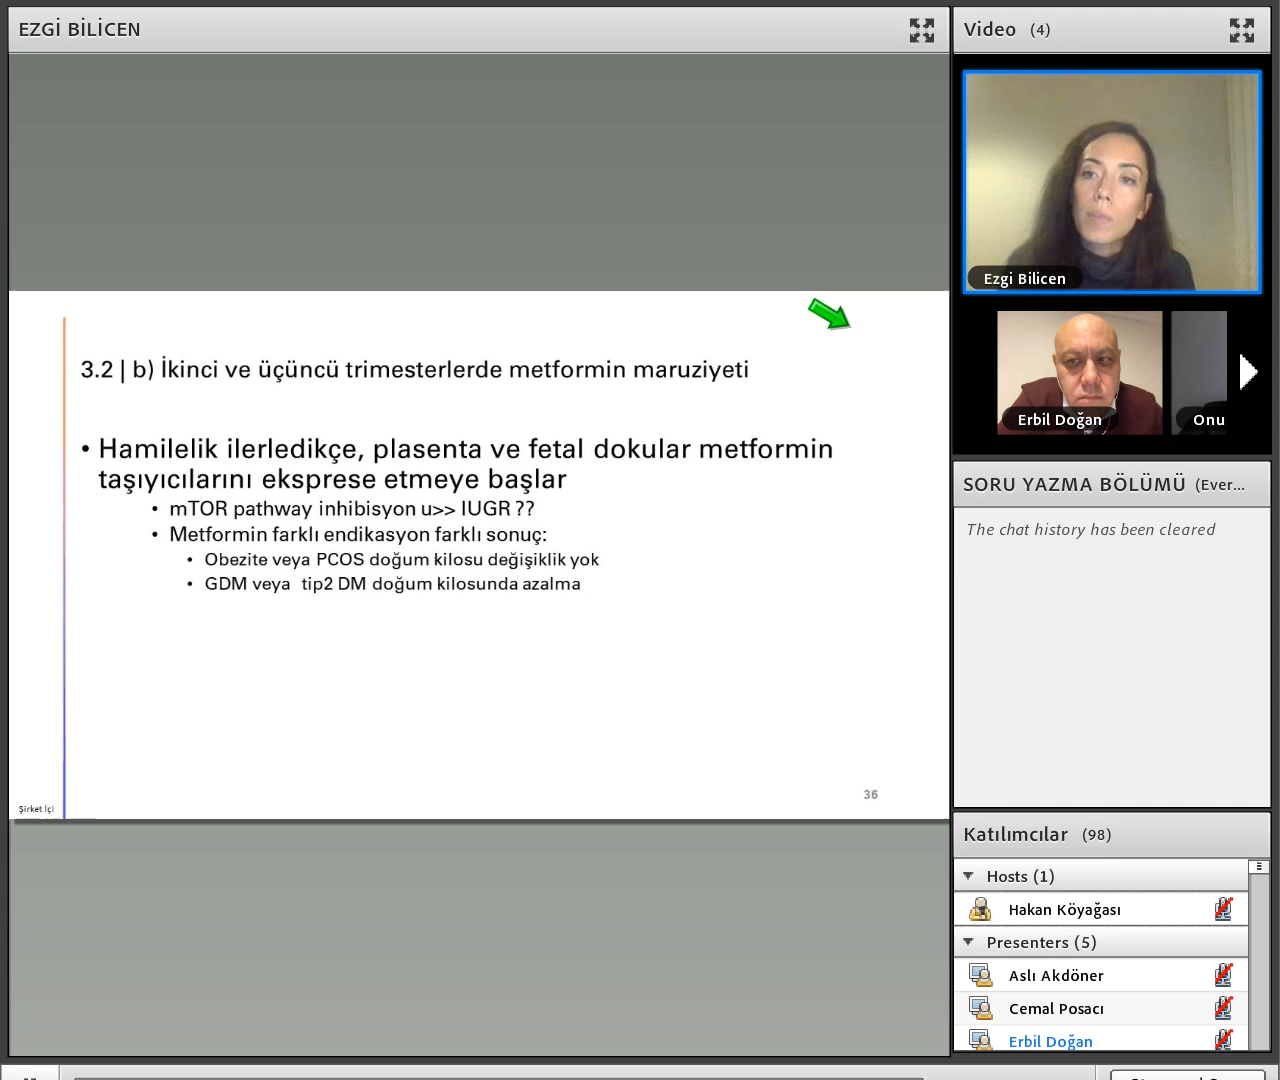 EZGİ BİLİCEN
3.2 | b) İkinci ve üçüncü trimesterlerde metformin maruziyeti
• Hamilelik ilerledikçe, plasenta ve fetal dokular metformin
taşıyıcılarını eksprese etmeye başlar
• mTOR pathway inhibisyon u>> IUGR ??
• Metformin farklı endikasyon farklı sonuç:
• Obezite veya PCOS doğum kilosu değişiklik yok
• GDM veya tip2 DM doğum kilosunda azalma
36
Şirket İçi
Video (4)
Ezgi Bilicen
Erbil Doğan
Onu
SORU YAZMA BÖLÜMÜ (Ever...
The chat history has been cleared
Katılımcılar (98)
Hosts (1)
Hakan Köyağası
Presenters (5)
Aslı Akdöner
Cemal Posacı
Erbil Doğan